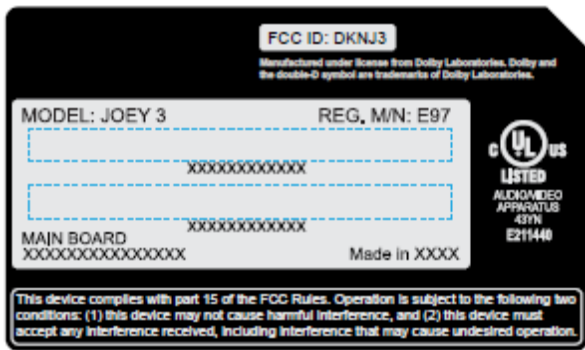 FCC ID: DKNJ3
Manufactured under license from Dolby Laboratories. Dolby and
the double-D symbol are trademarks of Dolby Laboratories.
MODEL: JOEY 3 REG. M/N: E97
XXXXXXXXXXXX
XXXXXXXXXXXX
MAIN BOARD
XXXXXXXXXXXXXXX Made in XXXX
C UL US
LISTED
AUDIO/VIDEO
APPARATUS
43YN
E211440
This device complies with part 15 of the FCC Rules. Operation is subject to the following two
conditions: (1) this device may not cause harmful interference, and (2) this device must
accept any interference received, including interference that may cause undesired operation.